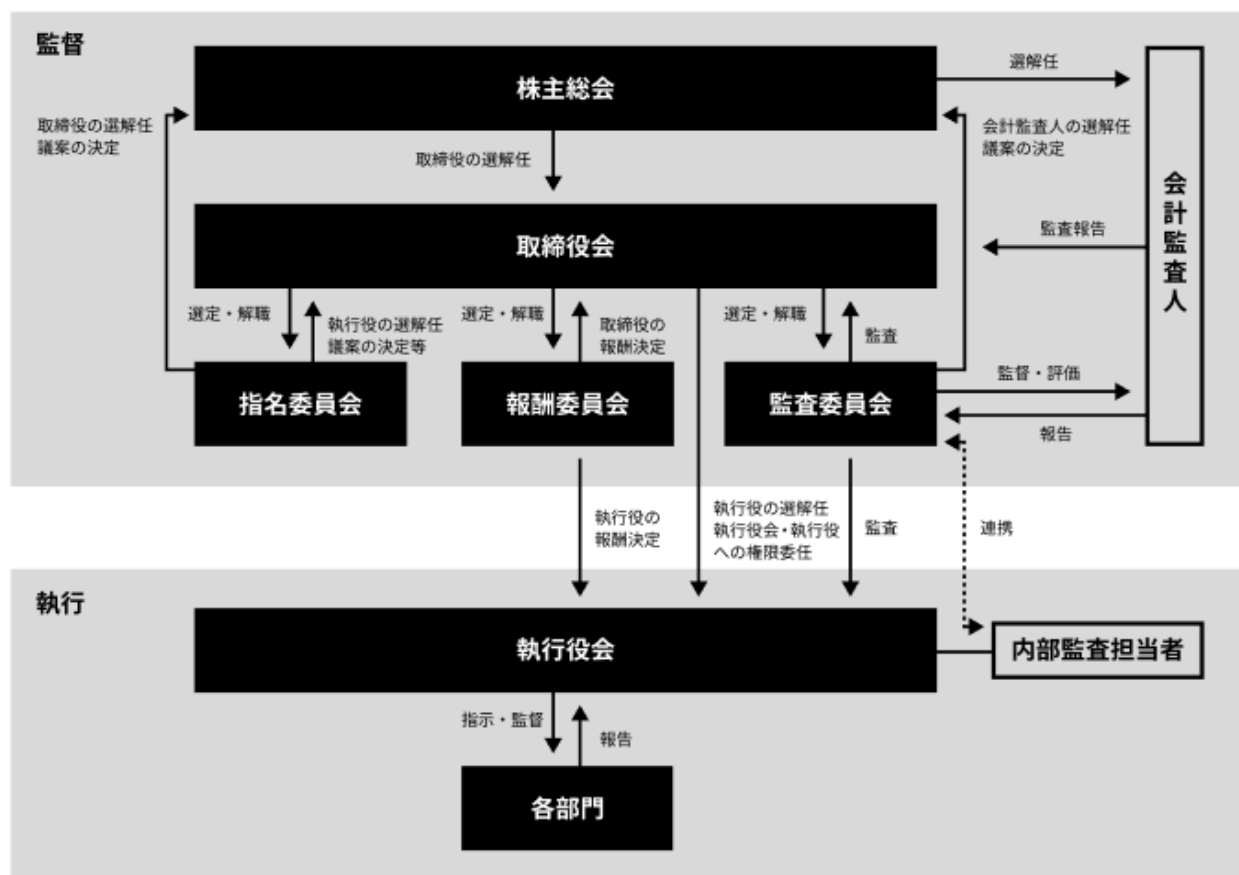 監督
株主総会
選解任
取締役の選解任
議案の決定
会計監査人の選解任
議案の決定
取締役の選解任
会計監査人
取締役会
監査報告
選定・解職
執行役の選解任
議案の決定等
選定・解職
取締役の
報酬決定
選定・解職
監査
指名委員会
報酬委員会
監査委員会
監督・評価
報告
執行役の
報酬決定
執行役の選解任
執行役会・執行役
への権限委任
監査
連携
執行
執行役会
内部監査担当者
指示・監督
報告
各部門